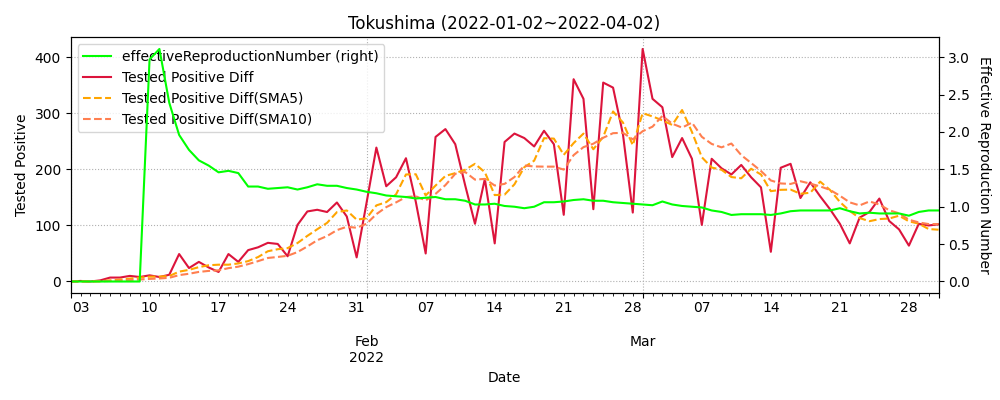 Tokushima (2022-01-02~2022-04-02)
effectiveReproductionNumber (right)
Tested Positive Diff
Tested Positive Diff(SMA5)
Tested Positive Diff(SMA10)
Tested Positive
400
300
200
100
0
Effective Reproduction Number
3.0
2.5
2.0
1.5
1.0
0.5
0.0
03 10 17 24 31 07 14 21 28 07 14 21 28
Feb Mar
2022
Date